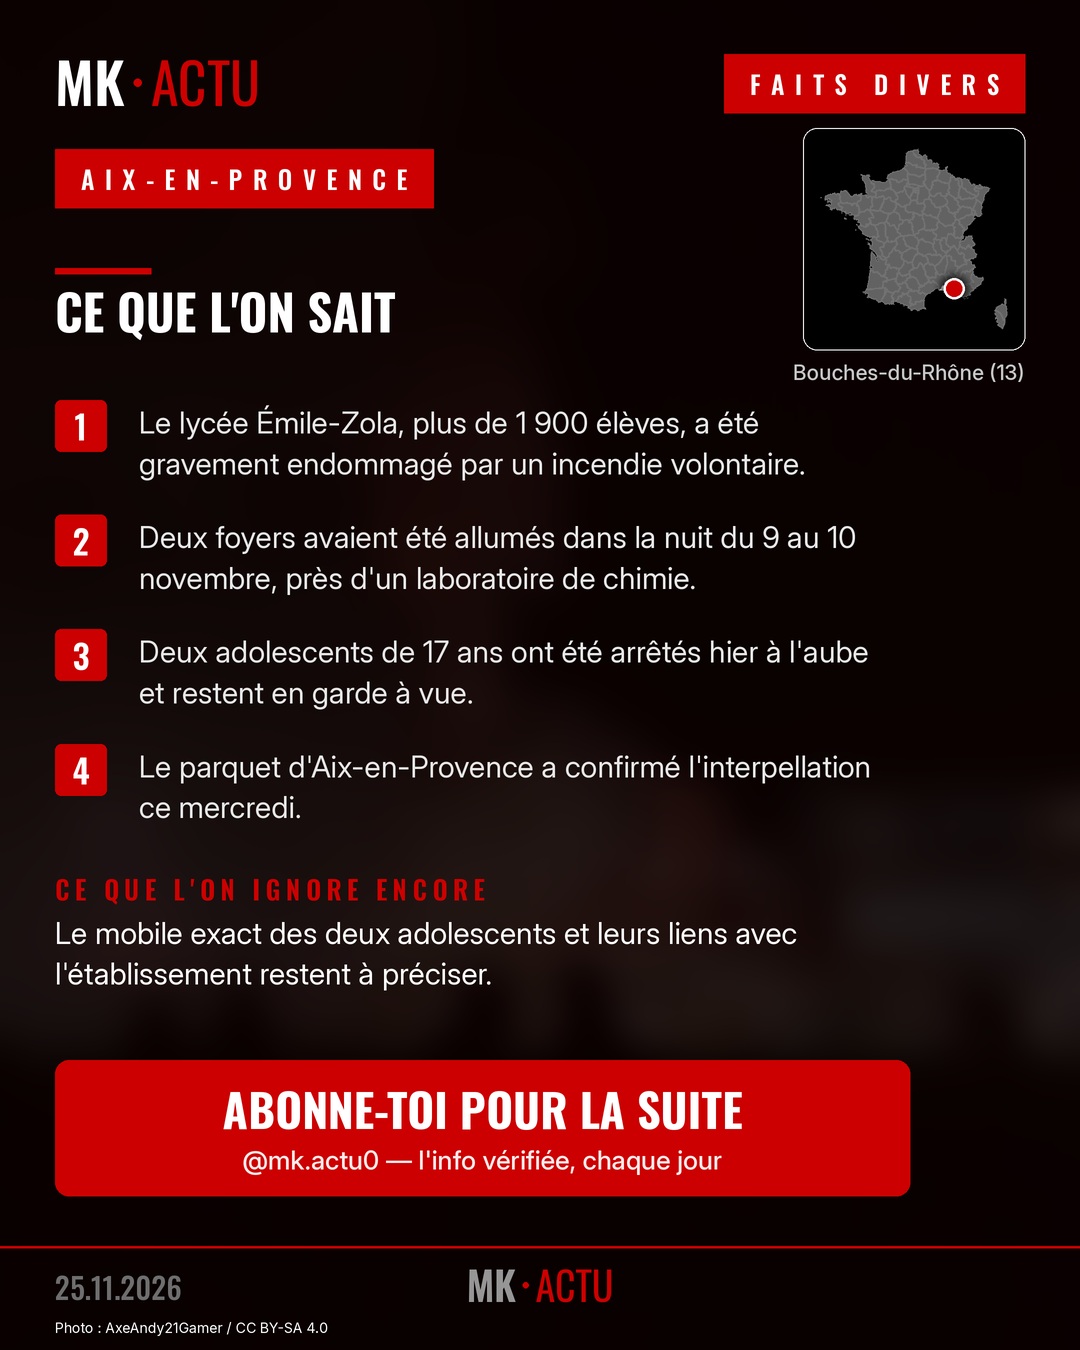 MK·ACTU
FAITS DIVERS
AIX-EN-PROVENCE
Bouches-du-Rhône (13)
CE QUE L'ON SAIT
1
Le lycée Émile-Zola, plus de 1 900 élèves, a été
gravement endommagé par un incendie volontaire.
2
Deux foyers avaient été allumés dans la nuit du 9 au 10
novembre, près d'un laboratoire de chimie.
3
Deux adolescents de 17 ans ont été arrêtés hier à l'aube
et restent en garde à vue.
4
Le parquet d'Aix-en-Provence a confirmé l'interpellation
ce mercredi.
CE QUE L'ON IGNORE ENCORE
Le mobile exact des deux adolescents et leurs liens avec
l'établissement restent à préciser.
ABONNE-TOI POUR LA SUITE
@mk.actu0 — l'info vérifiée, chaque jour
25.11.2026
MK·ACTU
Photo : AxeAndy21Gamer / CC BY-SA 4.0